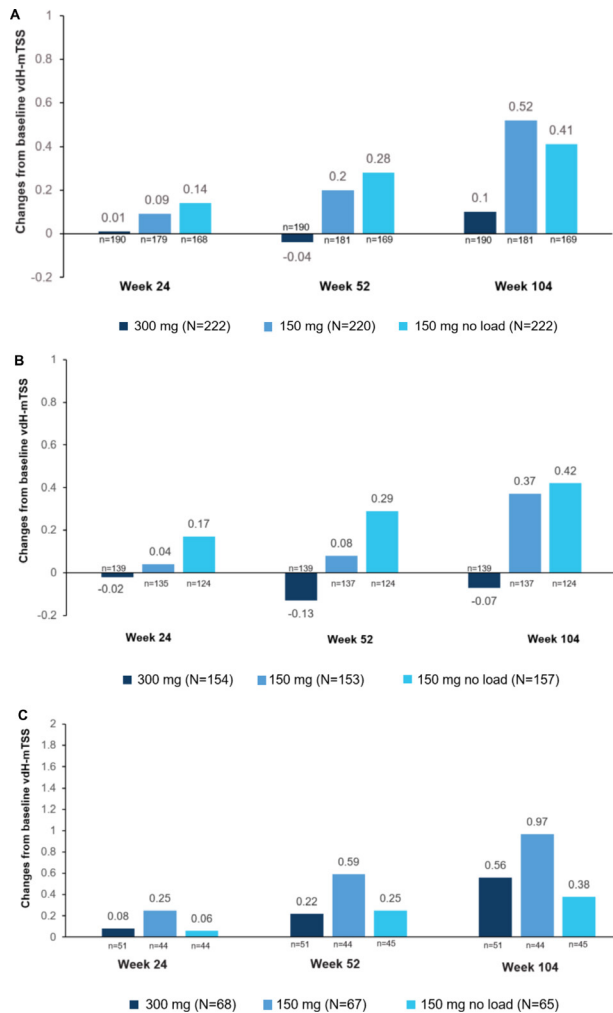 A
Changes from baseline vdH-mTSS
1
0.8
0.6
0.4
0.2
0
-0.2
0.01
0.09
0.14
n=190
n=179
n=168
Week 24
n=190
-0.04
0.2
0.28
n=181
n=169
Week 52
0.1
0.52
0.41
n=190
n=181
n=169
Week 104
300 mg (N=222) 150 mg (N=220) 150 mg no load (N=222)
B
Changes from baseline vdH-mTSS
1
0.8
0.6
0.4
0.2
0
-0.2
n=139
-0.02
0.04
0.17
n=135
n=124
Week 24
n=139
-0.13
0.08
0.29
n=137
n=124
Week 52
n=139
-0.07
0.37
0.42
n=137
n=124
Week 104
300 mg (N=154) 150 mg (N=153) 150 mg no load (N=157)
C
Changes from baseline vdH-mTSS
2
1.8
1.6
1.4
1.2
1
0.8
0.6
0.4
0.2
0
0.08
0.25
0.06
n=51
n=44
n=44
Week 24
0.22
0.59
0.25
n=51
n=44
n=45
Week 52
0.56
0.97
0.38
n=51
n=44
n=45
Week 104
300 mg (N=68) 150 mg (N=67) 150 mg no load (N=65)